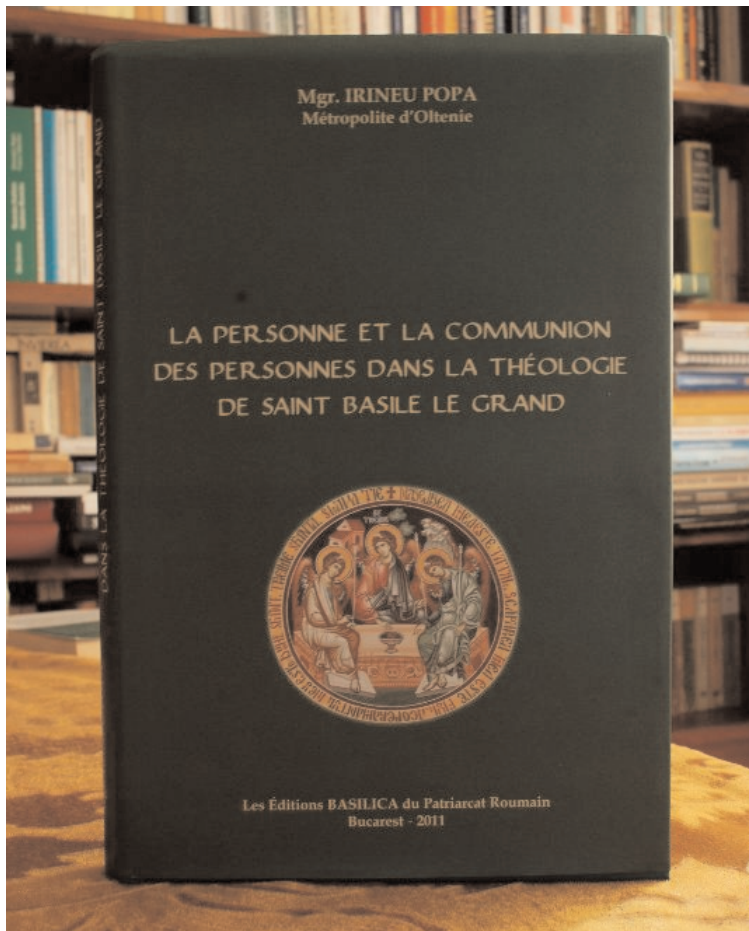 Mgr. IRINEU POPA
Métropolite d'Oltenie
LA PERSONNE ET LA COMMUNION
DES PERSONNES DANS LA THÉOLOGIE
DE SAINT BASILE LE GRAND
Les Éditions BASILICA du Patriarcat Roumain
Bucarest - 2011
DANS LA THÉOLOGIE DE SAINT BASILE LE GRAND